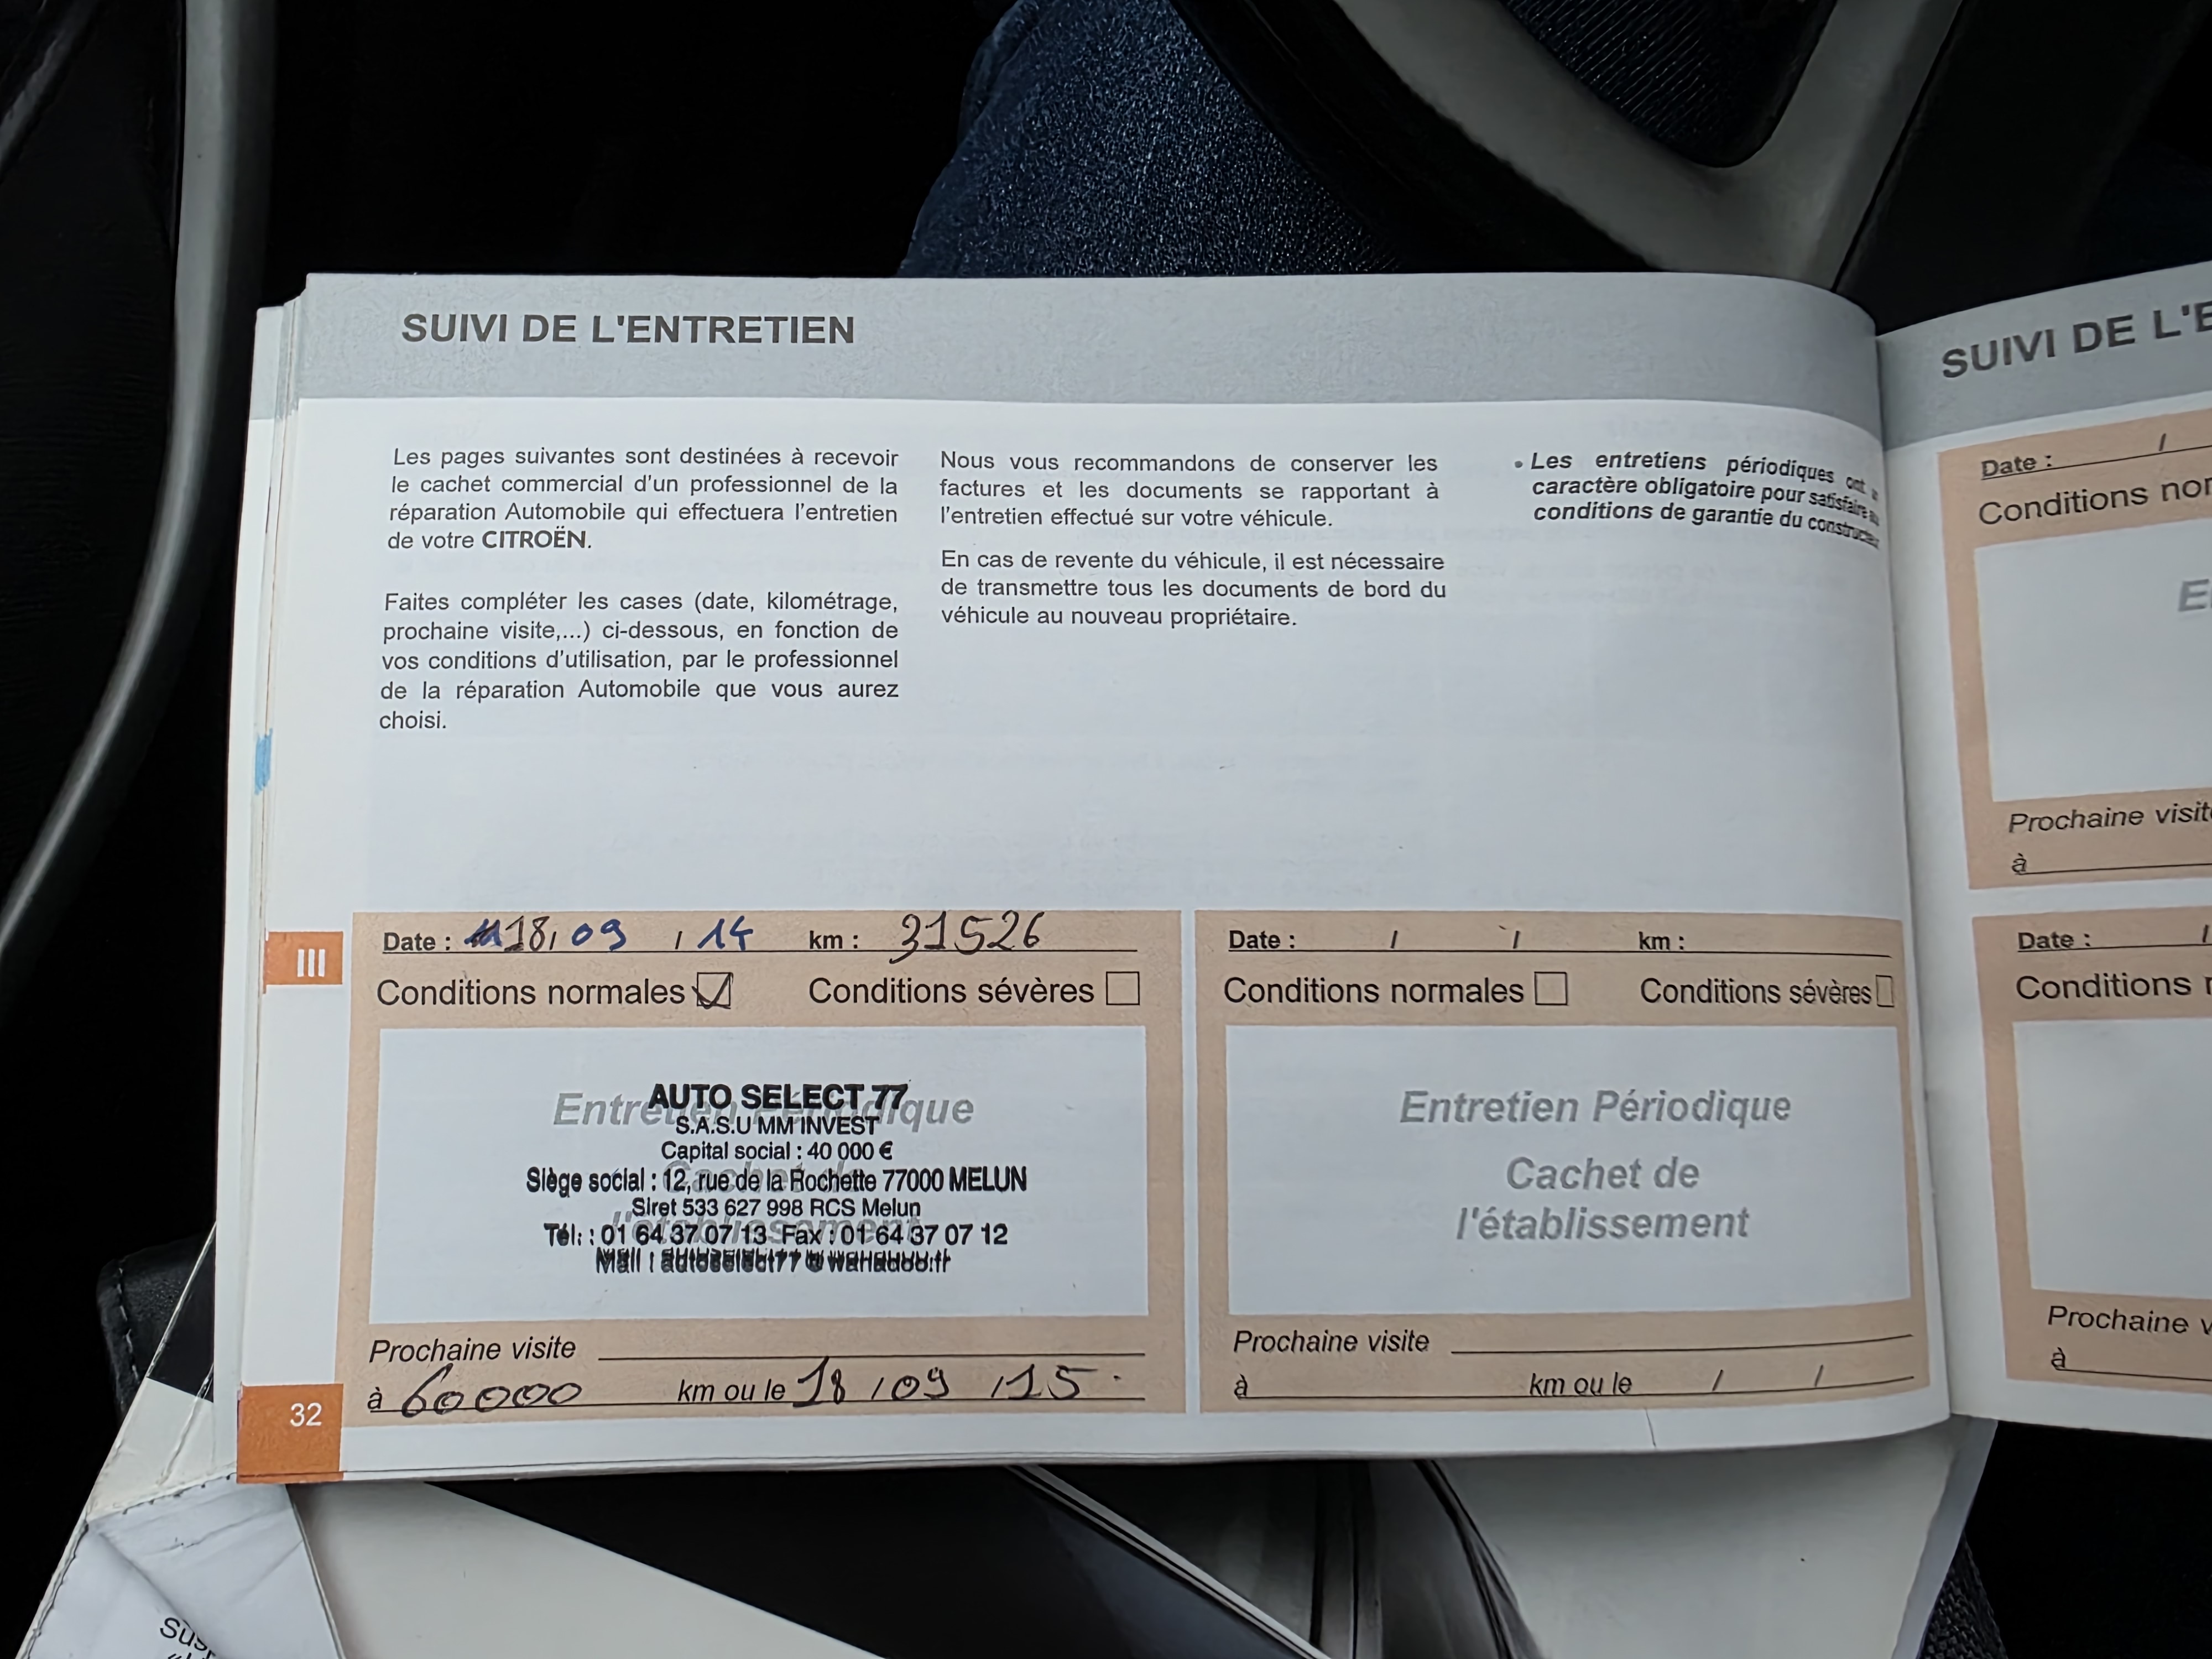 SUIVI DE L'ENTRETIEN
Les pages suivantes sont destinées à recevoir
le cachet commercial d'un professionnel de la
réparation Automobile qui effectuera l'entretien
de votre CITROËN.
Faites compléter les cases (date, kilométrage,
prochaine visite,...) ci-dessous, en fonction de
vos conditions d'utilisation, par le professionnel
de la réparation Automobile que vous aurez
choisi.
Nous vous recommandons de conserver les
factures et les documents se rapportant à
l'entretien effectué sur votre véhicule.
En cas de revente du véhicule, il est nécessaire
de transmettre tous les documents de bord du
véhicule au nouveau propriétaire.
• Les entretiens périodiques ont
caractère obligatoire pour satisfaire
conditions de garantie du
III
Date : 18/09/14 km : 31526
Conditions normales Conditions sévères
Entretien Périodique
AUTO SELECT 77
S.A.S.U MM INVEST
Capital social : 40 000 €
Siège social : 12, rue de la Rochette 77000 MELUN
Siret 533 627 998 RCS Melun
l'établissement
Tél. : 01 64 37 07 13 Fax : 01 64 37 07 12
Mail : autoselect77@wanadoo.fr
Prochaine visite
à 60000 km ou le 18/09/15
32
Date : / / km :
Conditions normales Conditions sévères
Entretien Périodique
Cachet de
l'établissement
Prochaine visite
à km ou le / /
SUIVI DE L'
Date : /
Conditions
Prochaine
à
Date : /
Conditions
Prochaine
à